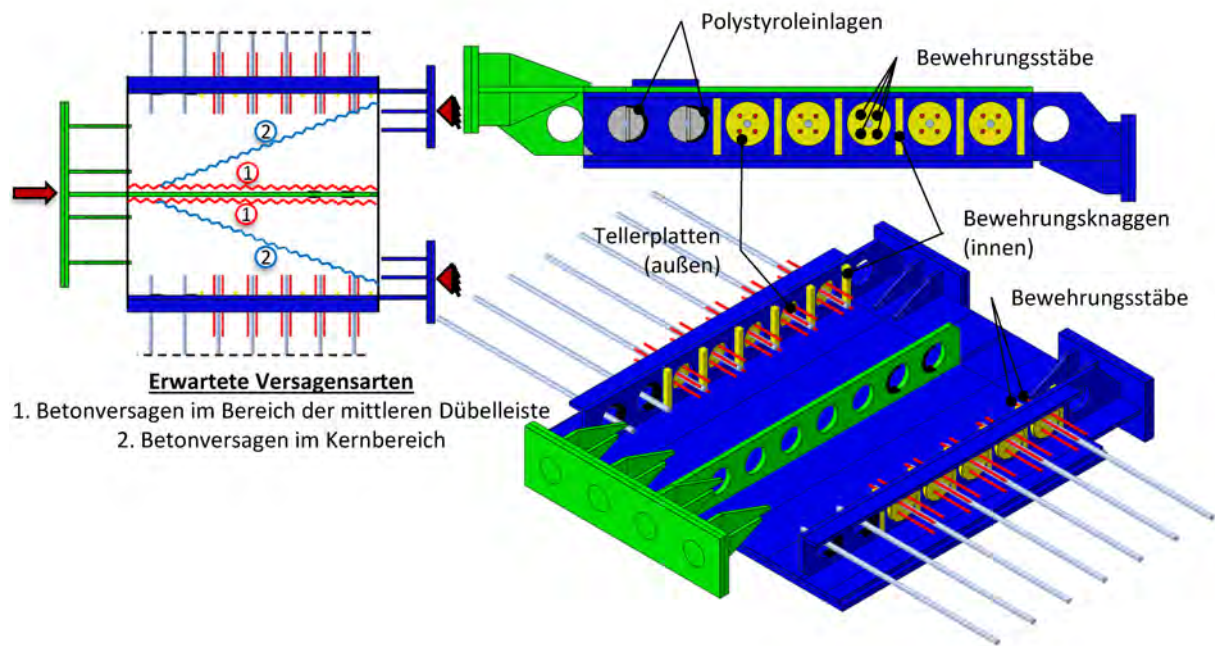 Polystyroleinlagen
Bewehrungsstäbe
2
1
1
2
Tellerplatten
(außen)
Bewehrungsknaggen
(innen)
Bewehrungsstäbe
Erwartete Versagensarten
1. Betonversagen im Bereich der mittleren Dübelleiste
2. Betonversagen im Kernbereich